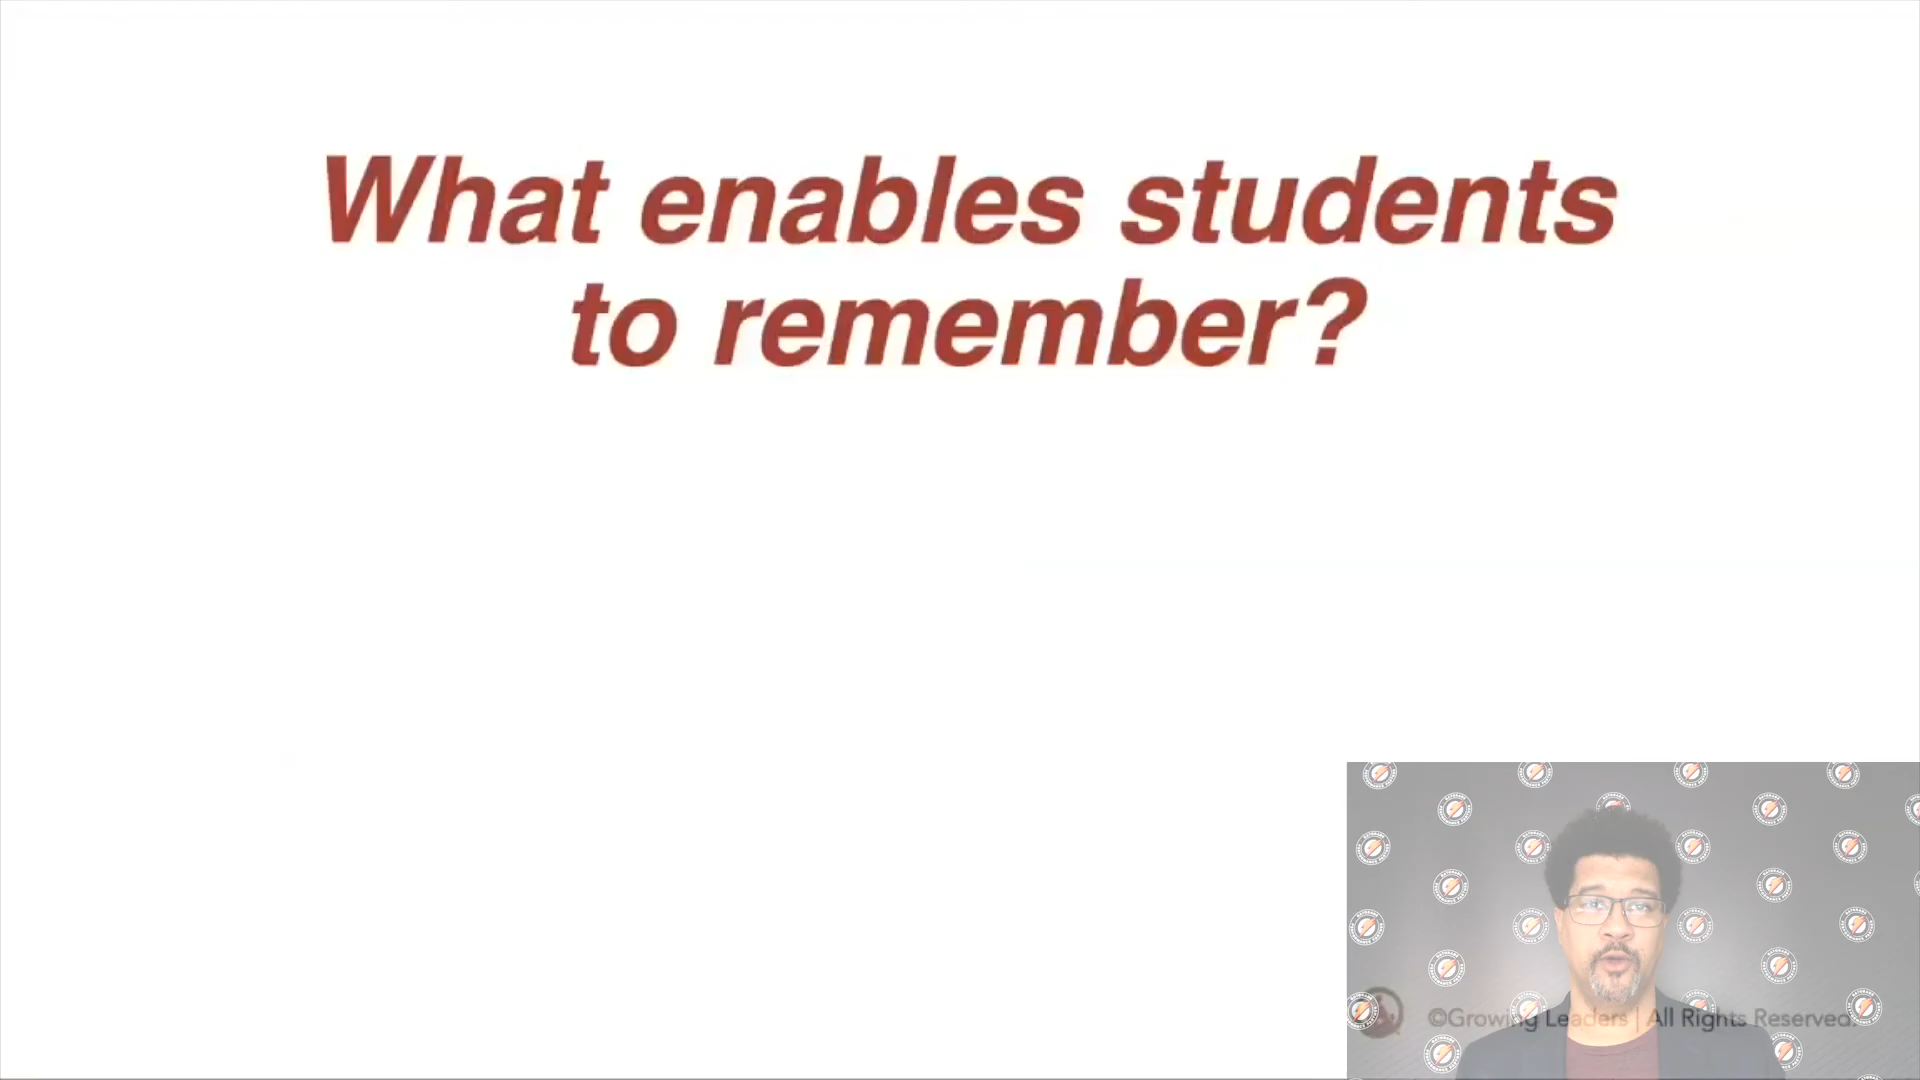 What enables students
to remember?
©Growing Leaders | All Rights Reserved.